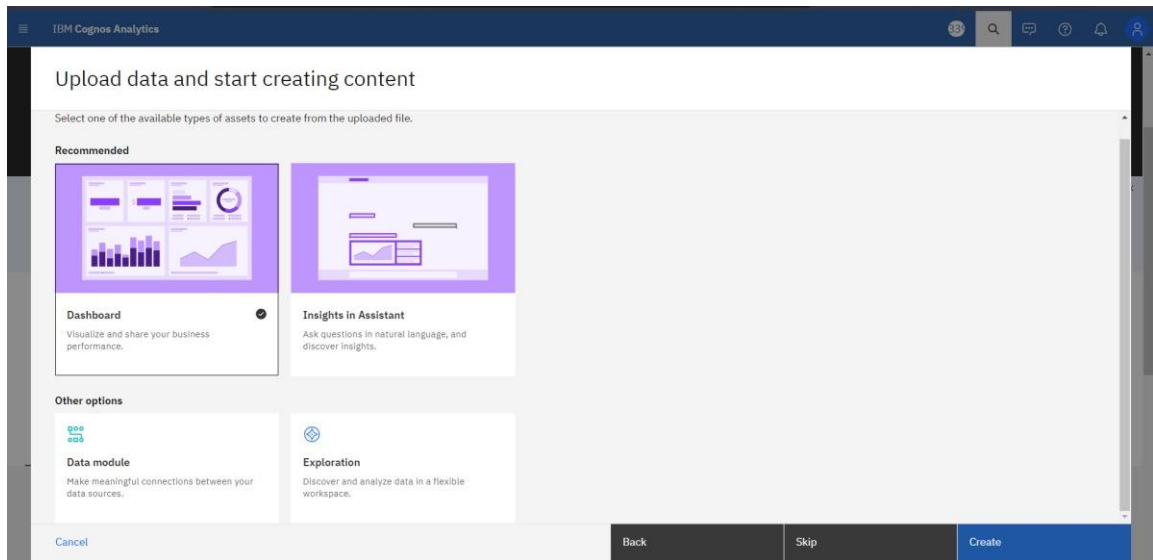 IBM Cognos Analytics
Upload data and start creating content
Select one of the available types of assets to create from the uploaded file.
Recommended
Dashboard
Visualize and share your business
performance.
Insights in Assistant
Ask questions in natural language, and
discover insights.
Other options
Data module
Make meaningful connections between your
data sources.
Exploration
Discover and analyze data in a flexible
workspace.
Cancel
Back
Skip
Create